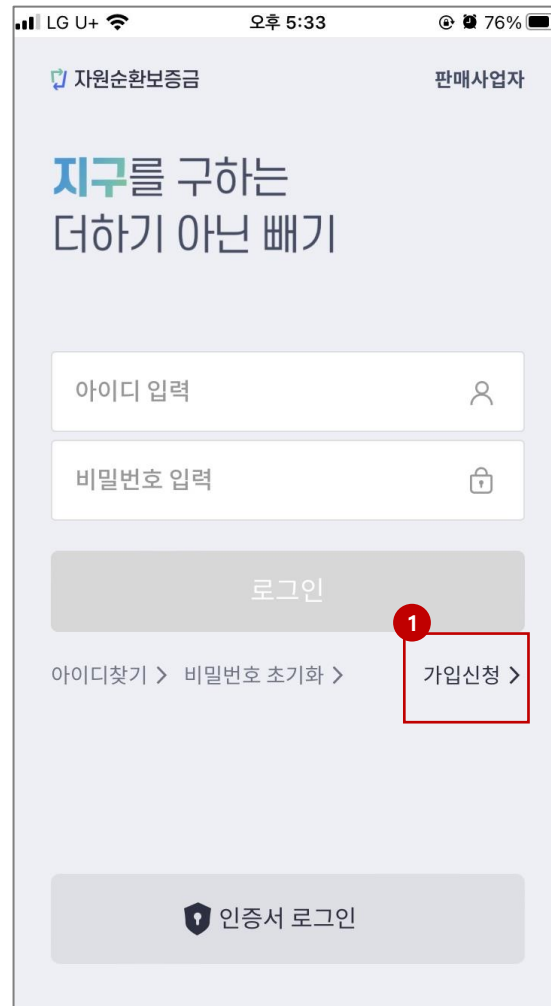 LG U+ 오후 5:33 76%
자원순환보증금 판매사업자
지구를 구하는
더하기 아닌 빼기
아이디 입력
비밀번호 입력
로그인
1
아이디찾기 > 비밀번호 초기화 > 가입신청 >
인증서 로그인